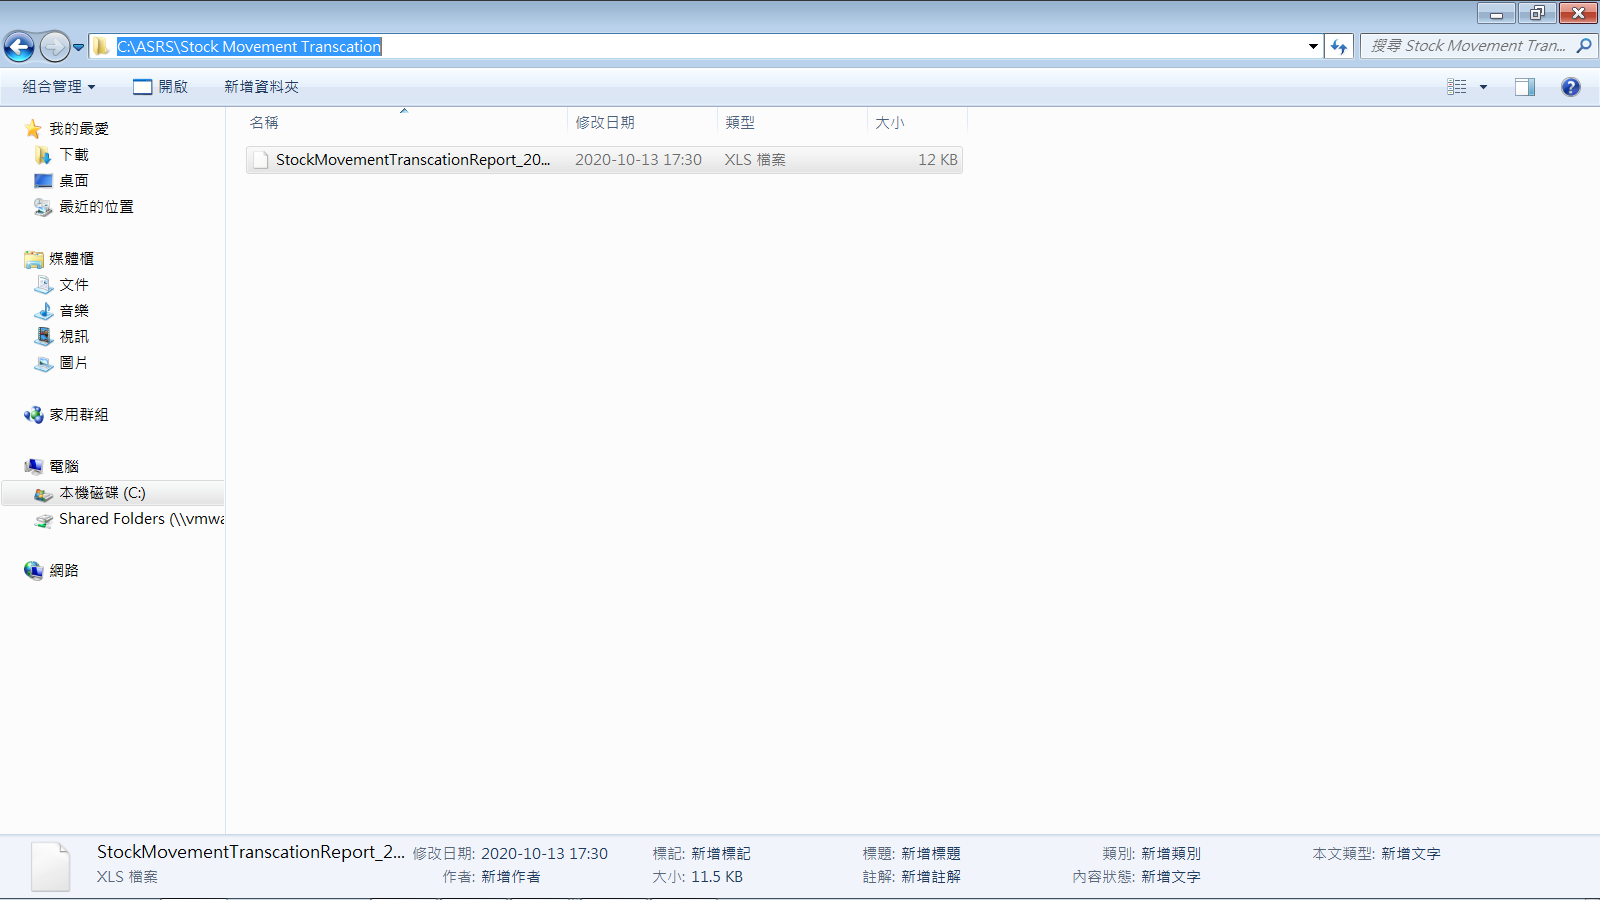 C:\ASRS\Stock Movement Transcation
搜尋 Stock Movement Tran...
組合管理 開啟 新增資料夾
我的最愛
下載
桌面
最近的位置
媒體櫃
文件
音樂
視訊
圖片
家用群組
電腦
本機磁碟 (C:)
Shared Folders (\\vmwa
網路
名稱 修改日期 類型 大小
StockMovementTranscationReport_20... 2020-10-13 17:30 XLS 檔案 12 KB
StockMovementTranscationReport_2... 修改日期: 2020-10-13 17:30 標記: 新增標記 標題: 新增標題 類別: 新增類別 本文類型: 新增文字
XLS 檔案 作者: 新增作者 大小: 11.5 KB 註解: 新增註解 內容狀態: 新增文字